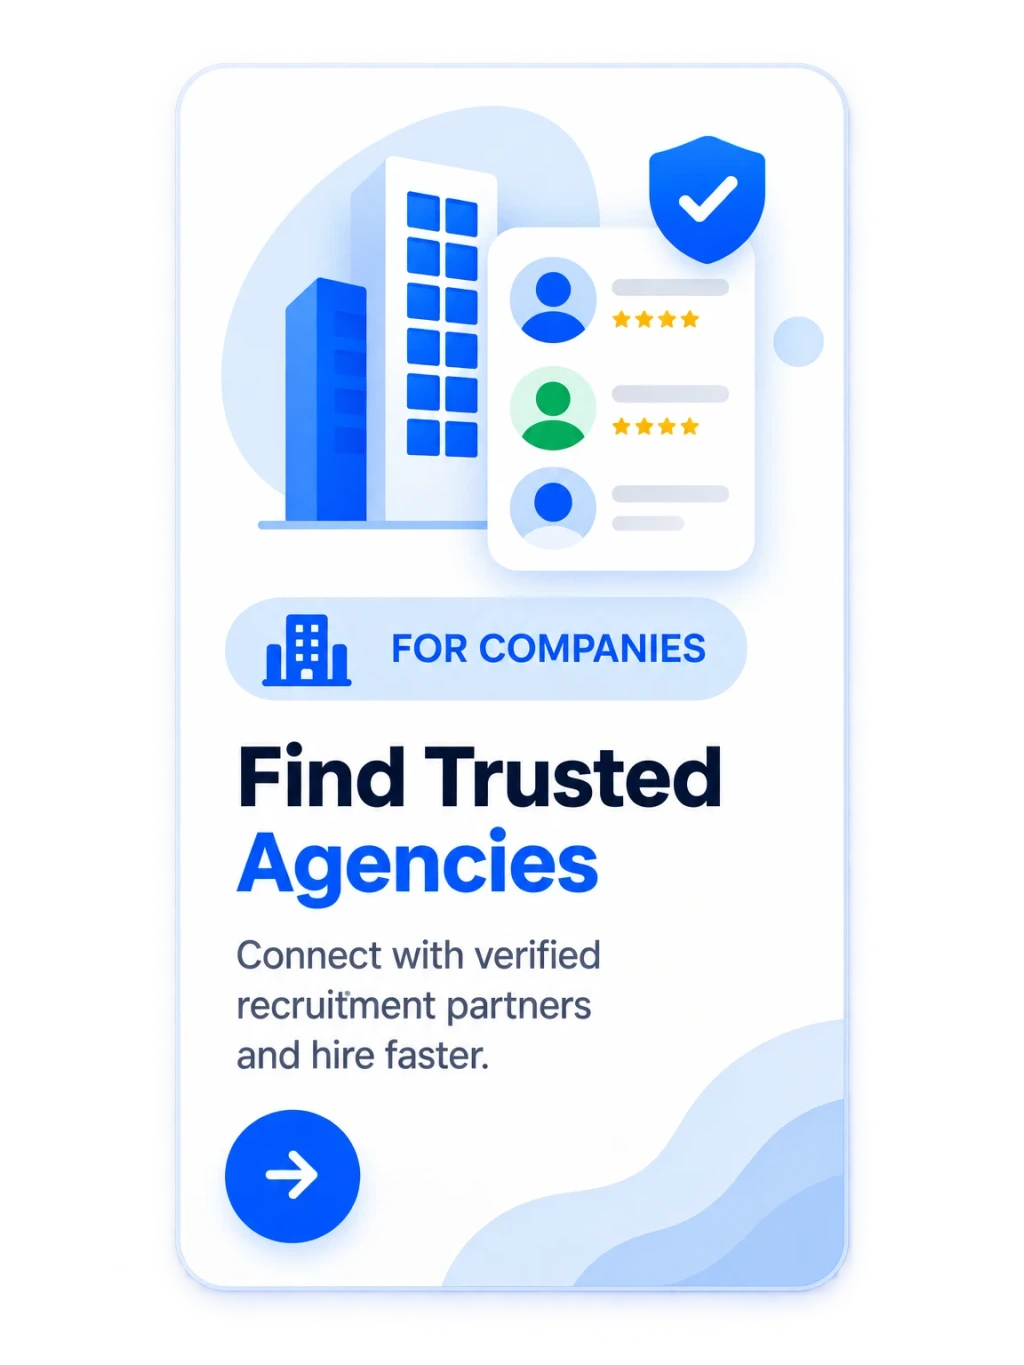 FOR COMPANIES
Find Trusted
Agencies
Connect with verified
recruitment partners
and hire faster.